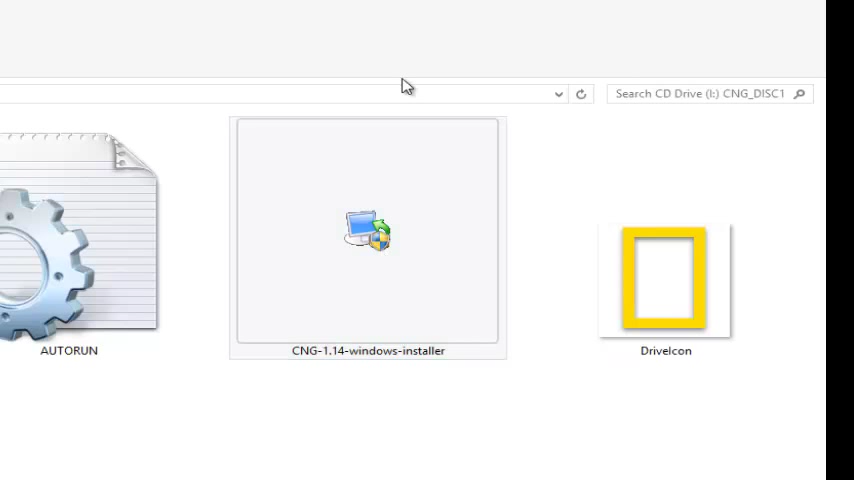 Search CD Drive (I:) CNG_DISC1
AUTORUN
CNG-1.14-windows-installer
DriveIcon